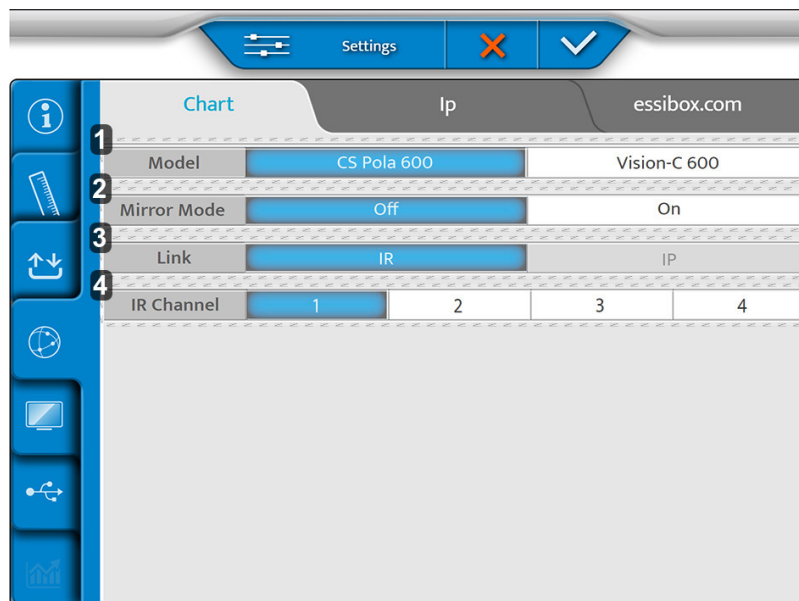 Settings
Chart Ip essibox.com
1
Model CS Pola 600 Vision-C 600
2
Mirror Mode Off On
3
Link IR IP
4
IR Channel 1 2 3 4